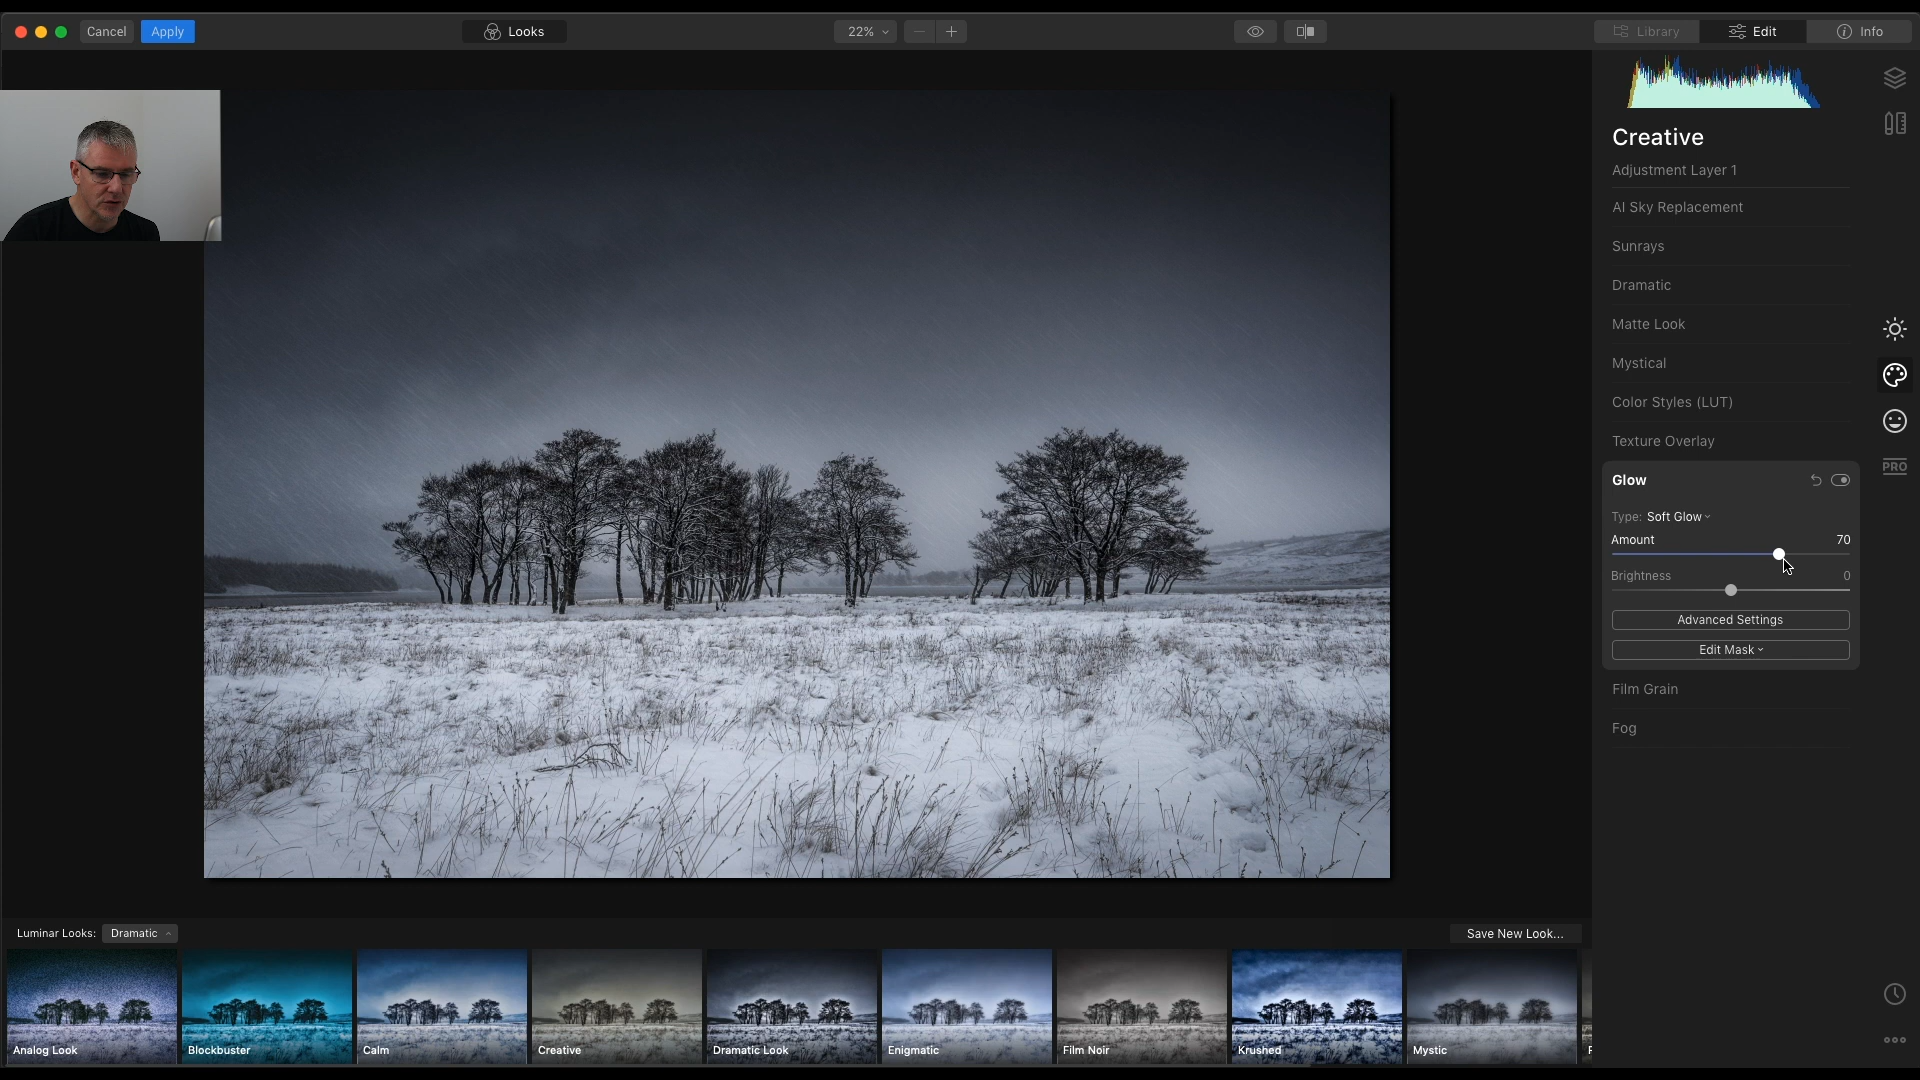 Cancel
Apply
Looks
22%
Library
Edit
Info
Creative
Adjustment Layer 1
AI Sky Replacement
Sunrays
Dramatic
Matte Look
Mystical
Color Styles (LUT)
Texture Overlay
PRO
Glow
Type: Soft Glow
Amount 70
Brightness 0
Advanced Settings
Edit Mask
Film Grain
Fog
Luminar Looks: Dramatic
Save New Look...
Analog Look
Blockbuster
Calm
Creative
Dramatic Look
Enigmatic
Film Noir
Krushed
Mystic